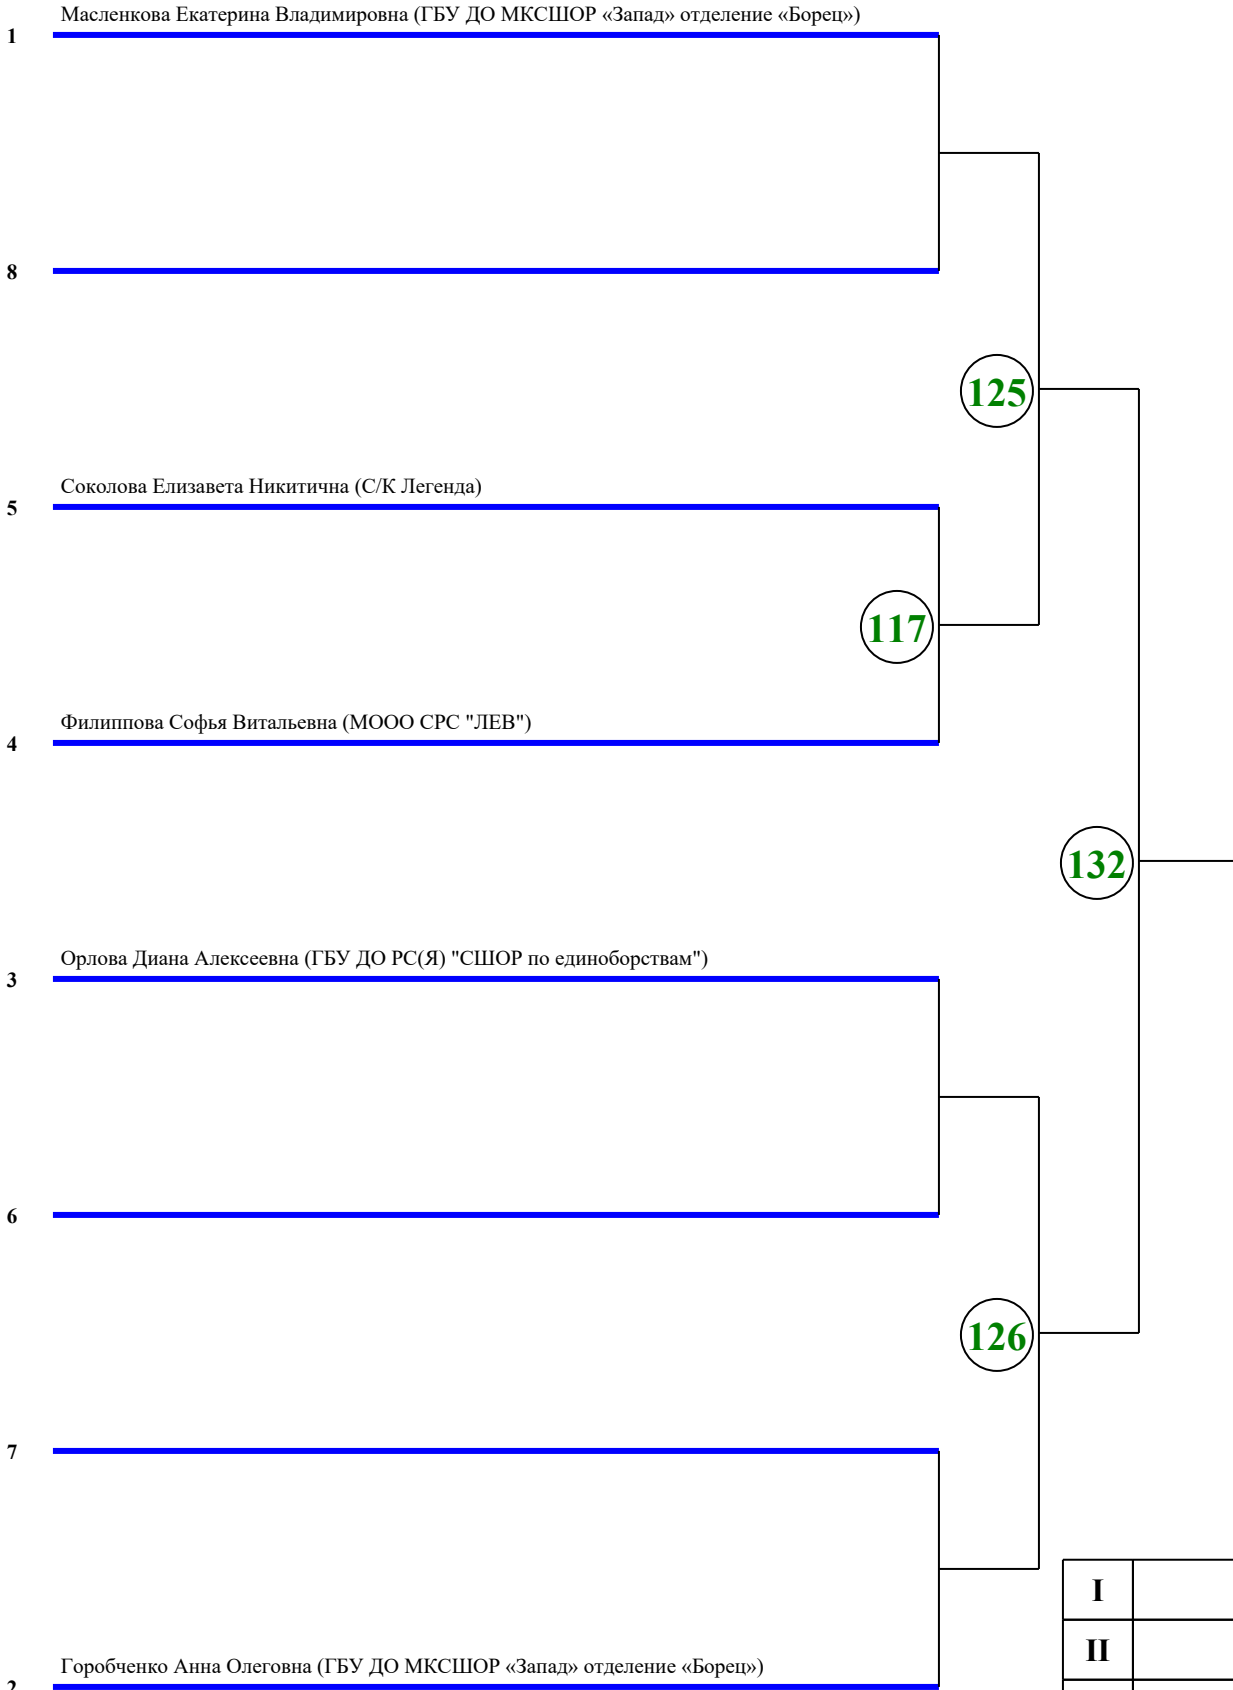 Масленкова Екатерина Владимировна (ГБУ ДО МКСШОР «Запад» отделение «Борец»)
1
8
125
Соколова Елизавета Никитична (С/К Легенда)
5
117
Филиппова Софья Витальевна (МООО СРС "ЛЕВ")
4
132
Орлова Диана Алексеевна (ГБУ ДО РС(Я) "СШОР по единоборствам")
3
6
126
7
I
II
Горобченко Анна Олеговна (ГБУ ДО МКСШОР «Запад» отделение «Борец»)
2